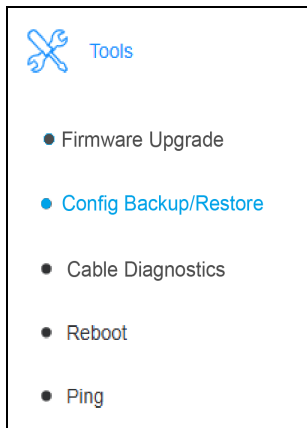 Tools
Firmware Upgrade
Config Backup/Restore
Cable Diagnostics
Reboot
Ping